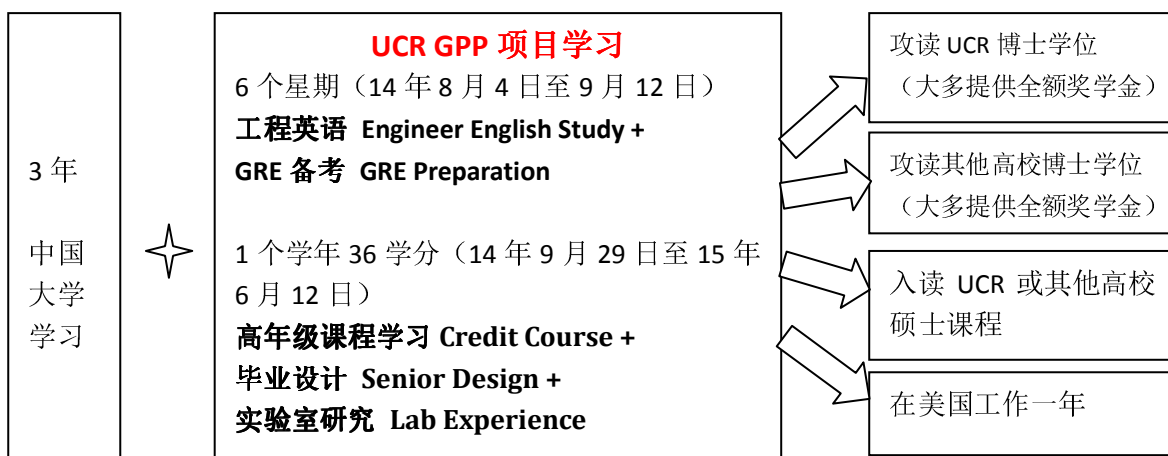 3 年
中国
大学
学习
UCR GPP 项目学习
6 个星期（14 年 8 月 4 日至 9 月 12 日）
工程英语 Engineer English Study +
GRE 备考 GRE Preparation
1 个学年 36 学分（14 年 9 月 29 日至 15 年
6 月 12 日）
高年级课程学习 Credit Course +
毕业设计 Senior Design +
实验室研究 Lab Experience
攻读 UCR 博士学位
（大多提供全额奖学金）
攻读其他高校博士学位
（大多提供全额奖学金）
入读 UCR 或其他高校
硕士课程
在美国工作一年